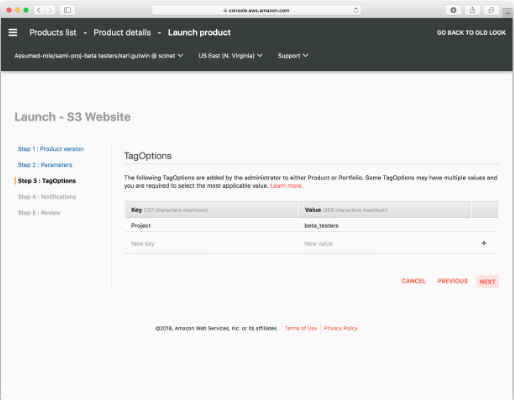 console.aws.amazon.com
Products list - Product details - Launch product
GO BACK TO OLD LOOK
Assumed-role/saml-proj-beta testers/karl.gutwin @ scinet
US East (N. Virginia)
Support
Launch - S3 Website
Step 1 : Product version
Step 2 : Parameters
Step 3 : TagOptions
Step 4 : Notifications
Step 5 : Review
TagOptions
The following TagOptions are added by the administrator to either Product or Portfolio. Some TagOptions may have multiple values and
you are required to select the most applicable value. Learn more.
Key (127 characters maximum)
Value (255 characters maximum)
Project
beta_testers
New key
New value
+
CANCEL
PREVIOUS
NEXT
©2018, Amazon Web Services, Inc. or its affiliates. Terms of Use | Privacy Policy